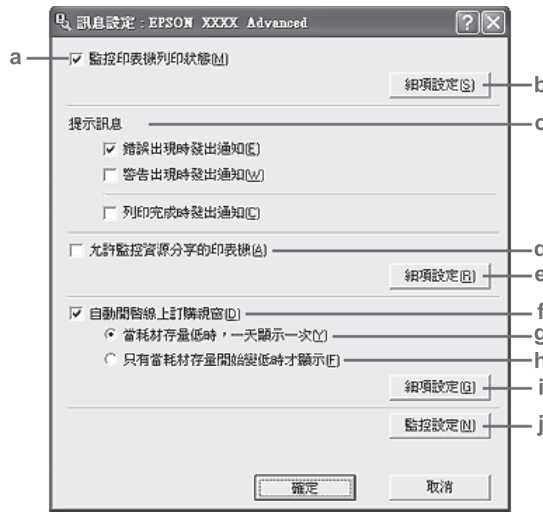 訊息設定：EPSON XXXX Advanced
a 監控印表機列印狀態(M)
細項設定(S) b
提示訊息 c
錯誤出現時發出通知(E)
警告出現時發出通知(W)
列印完成時發出通知(C)
允許監控資源分享的印表機(A) d
細項設定(R) e
自動開啟線上訂購視窗(D) f
當耗材存量低時，一天顯示一次(Y) g
只有當耗材存量開始變低時才顯示(F) h
細項設定(G) i
監控設定(N) j
確定 取消